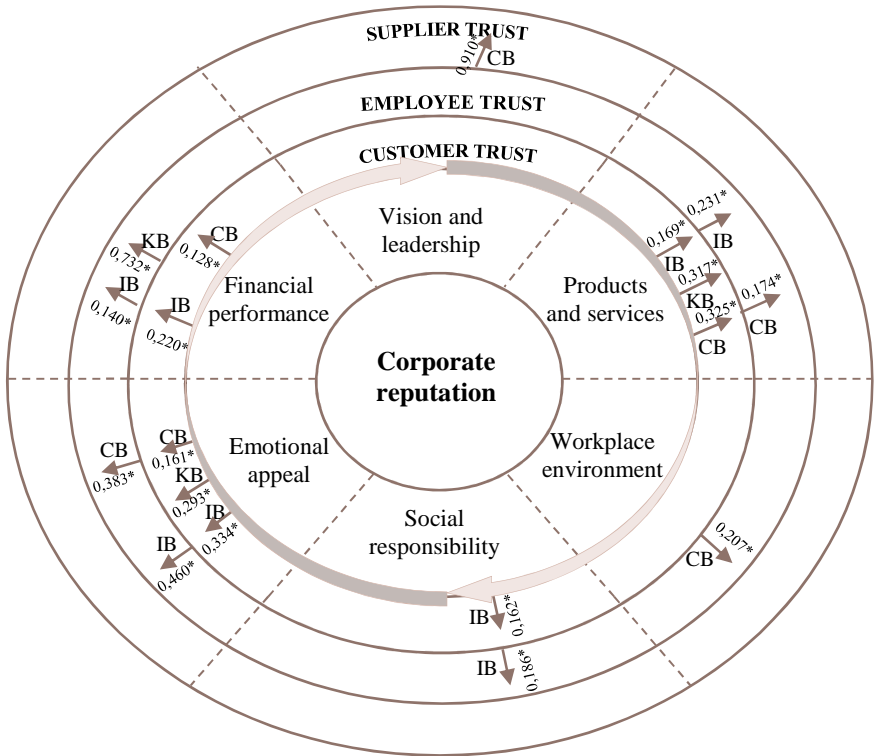 SUPPLIER TRUST
0,910*
CB
EMPLOYEE TRUST
CUSTOMER TRUST
Vision and
leadership
0,231*
0,169*
IB
IB
0,317*
KB
0,174*
0,325*
CB
CB
Products
and services
KB
0,732*
CB
0,128*
IB
0,140*
IB
0,220*
Financial
performance
Corporate
reputation
Emotional
appeal
CB
0,161*
CB
0,383*
KB
0,293*
IB
0,334*
IB
0,460*
Workplace
environment
0,207*
CB
Social
responsibility
IB
0,162*
IB
0,186*